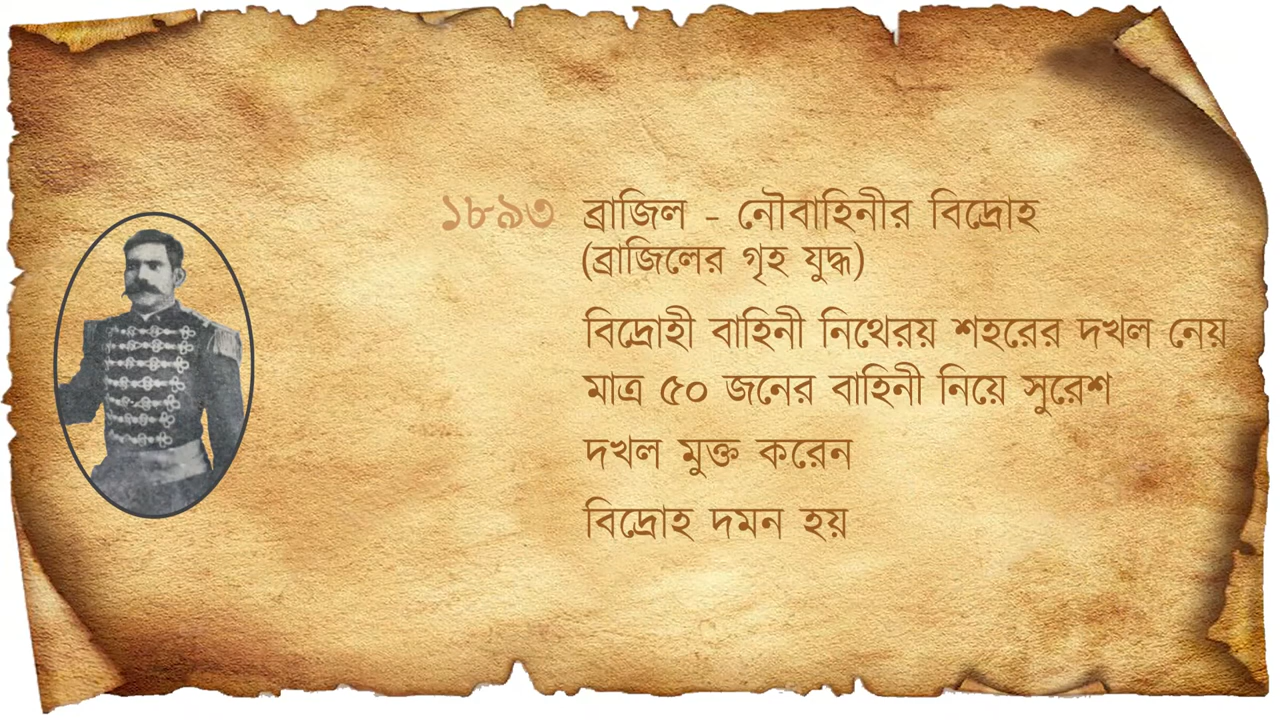 ১৮৯৩ ব্রাজিল - নৌবাহিনীর বিদ্রোহ
(ব্রাজিলের গৃহ যুদ্ধ)
বিদ্রোহী বাহিনী নিথেরয় শহরের দখল নেয়
মাত্র ৫০ জনের বাহিনী নিয়ে সুরেশ
দখল মুক্ত করেন
বিদ্রোহ দমন হয়